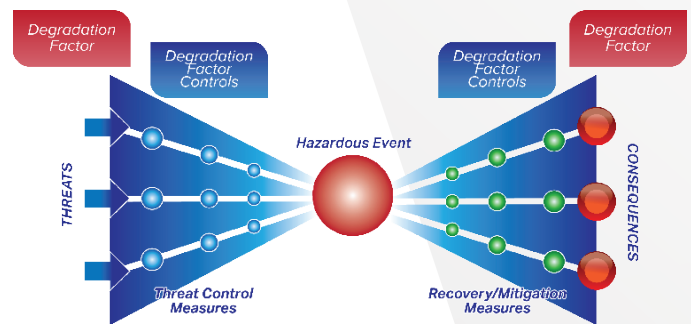 Degradation
Factor
Degradation
Factor
Controls
Degradation
Factor
Controls
Degradation
Factor
Hazardous Event
THREATS
CONSEQUENCES
Threat Control
Measures
Recovery/Mitigation
Measures